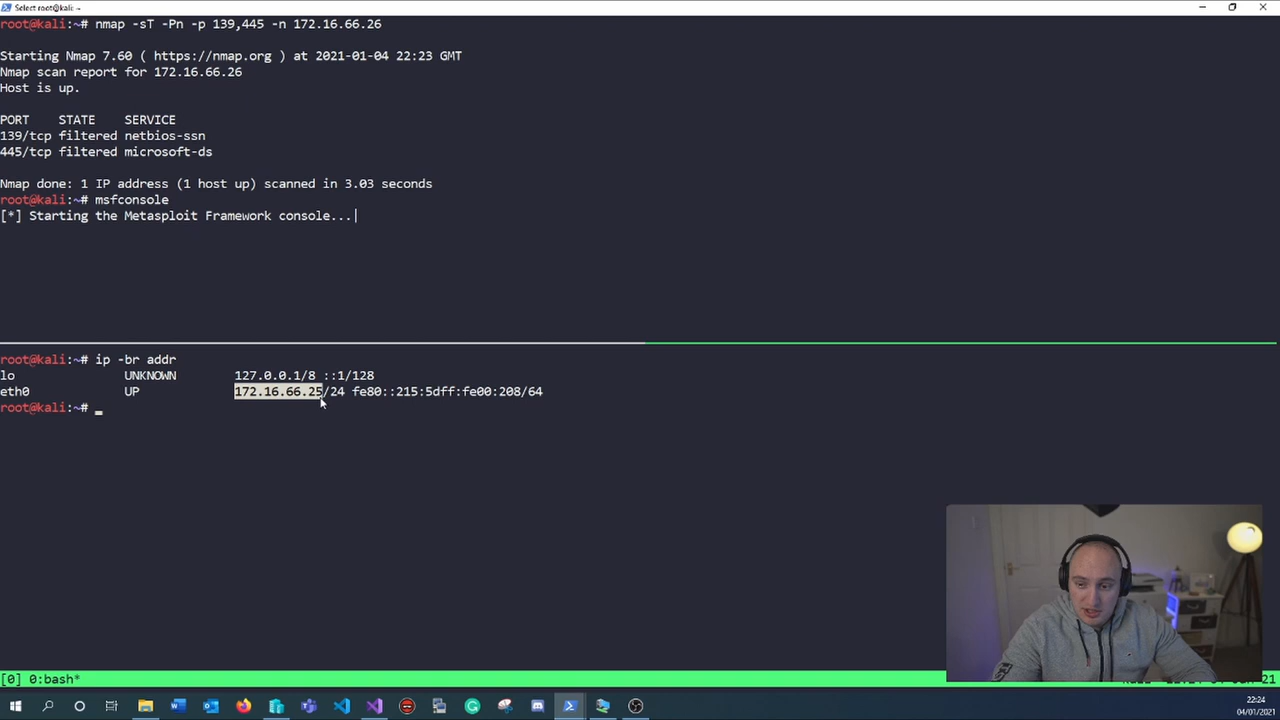 Select root@kali: ~
root@kali:~# nmap -sT -Pn -p 139,445 -n 172.16.66.26
Starting Nmap 7.60 ( https://nmap.org ) at 2021-01-04 22:23 GMT
Nmap scan report for 172.16.66.26
Host is up.
PORT STATE SERVICE
139/tcp filtered netbios-ssn
445/tcp filtered microsoft-ds
Nmap done: 1 IP address (1 host up) scanned in 3.03 seconds
root@kali:~# msfconsole
[*] Starting the Metasploit Framework console...|
root@kali:~# ip -br addr
lo UNKNOWN 127.0.0.1/8 ::1/128
eth0 UP 172.16.66.25/24 fe80::215:5dff:fe00:208/64
root@kali:~# _
[0] 0:bash*
21
22:24
04/01/2021